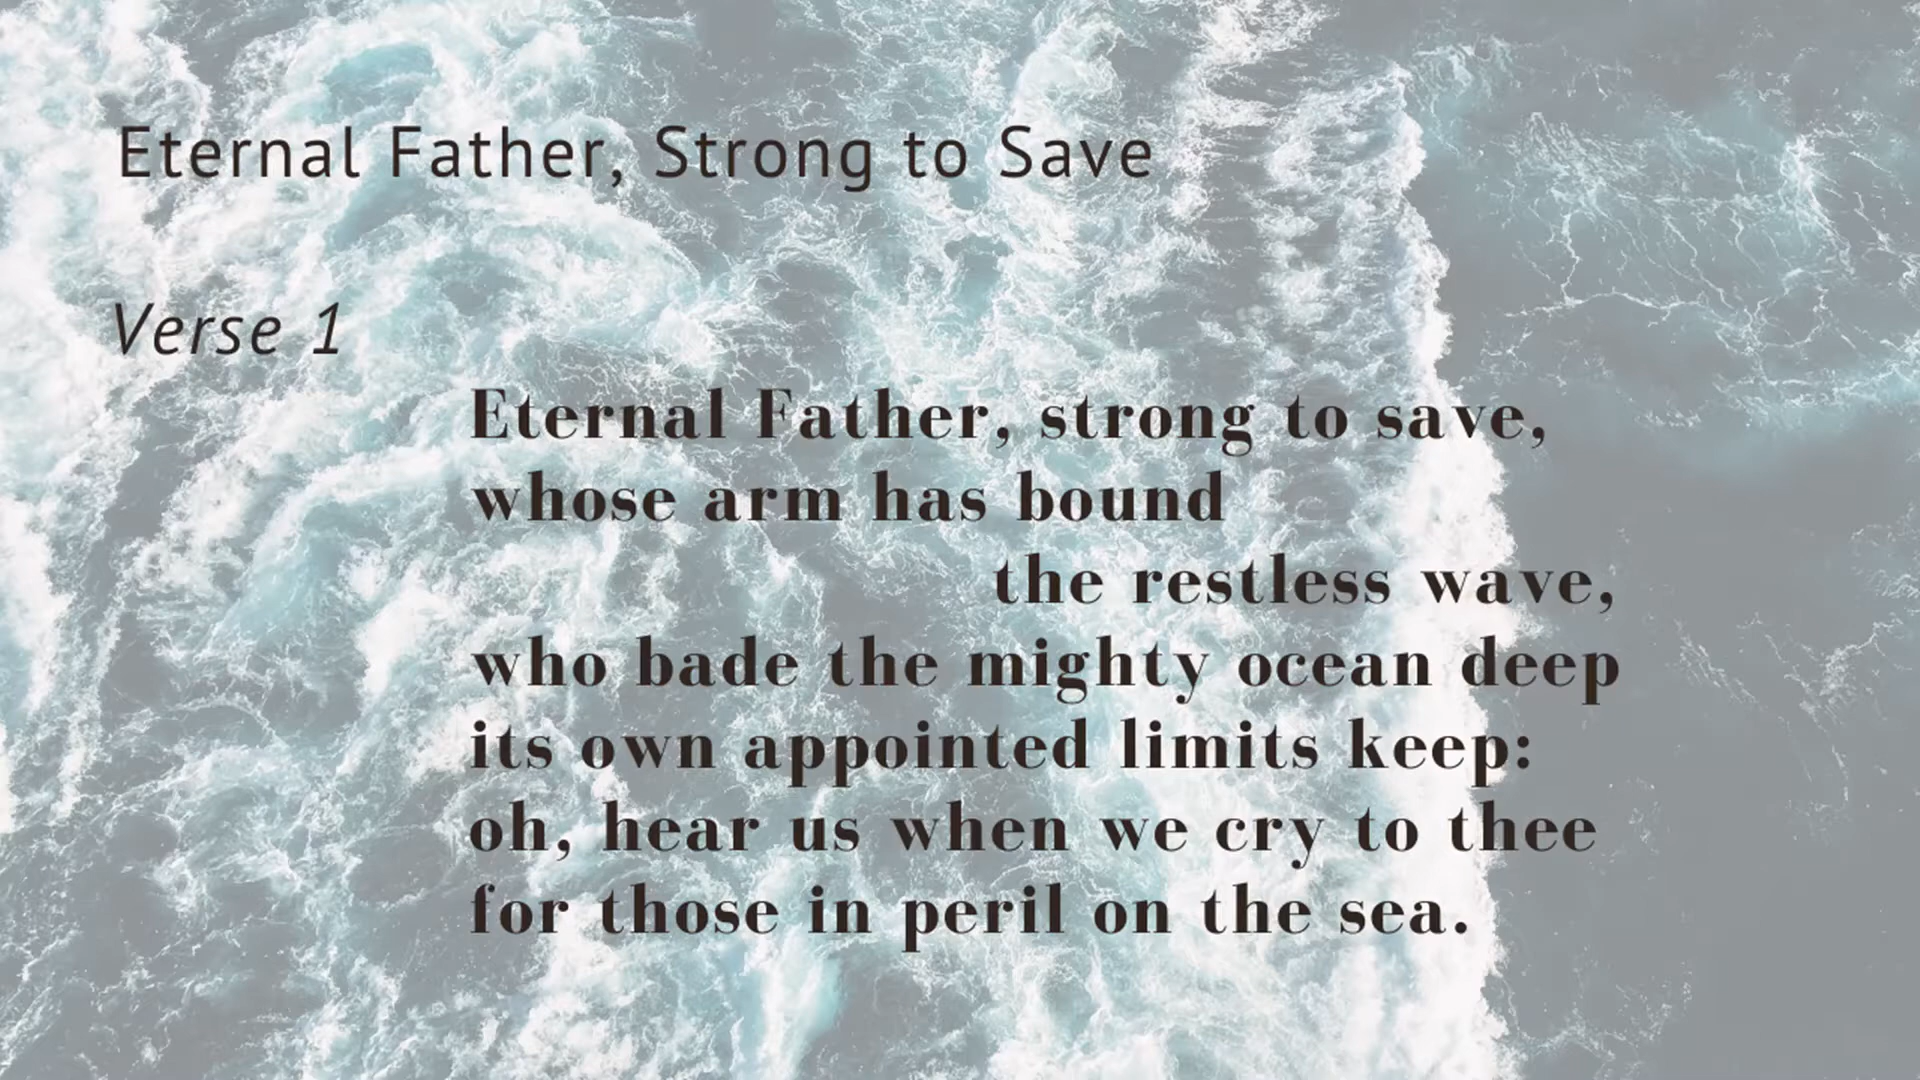 Eternal Father, Strong to Save
Verse 1
Eternal Father, strong to save,
whose arm has bound
the restless wave,
who bade the mighty ocean deep
its own appointed limits keep:
oh, hear us when we cry to thee
for those in peril on the sea.